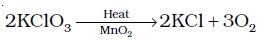 2KClO₃ —Heat/MnO₂→ 2KCl + 3O₂